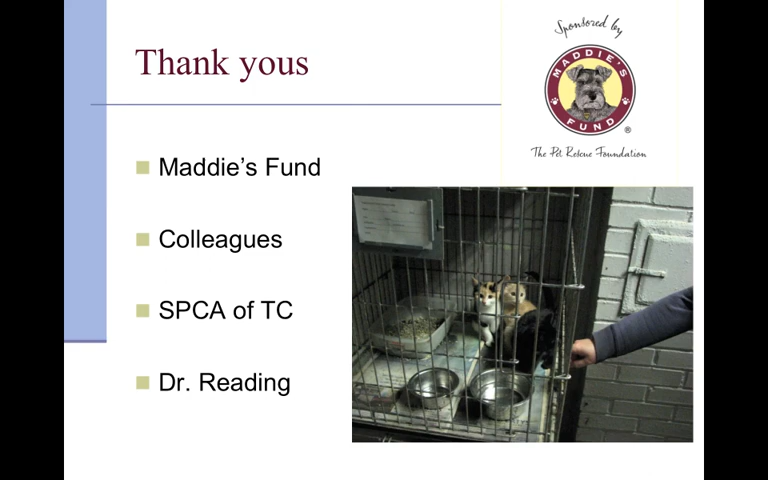 Thank yous
Sponsored by
MADDIE'S
FUND
®
The Pet Rescue Foundation
Maddie’s Fund
Colleagues
SPCA of TC
Dr. Reading